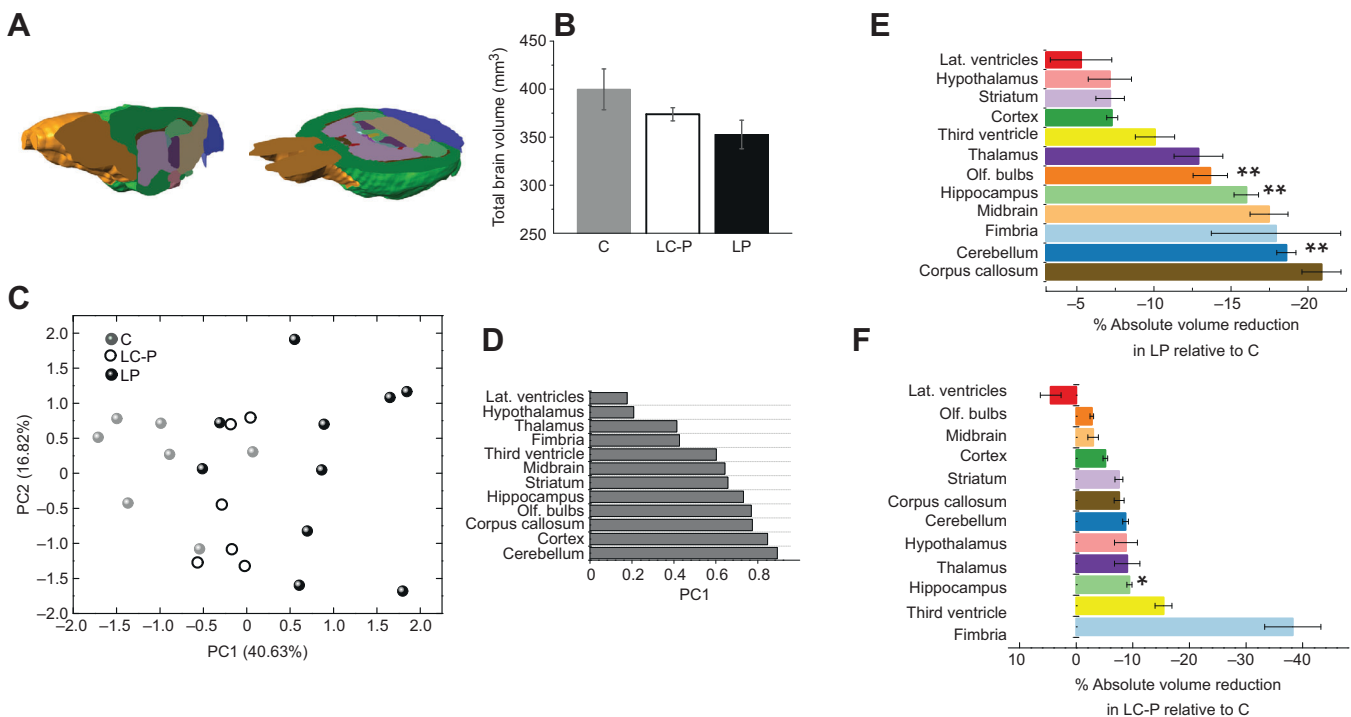 A
B
Total brain volume (mm3)
450
400
350
300
250
C
LC-P
LP
C
C
LC-P
LP
PC2 (16.82%)
2.0
1.5
1.0
0.5
0
–0.5
–1.0
–1.5
–2.0
–2.0
–1.5
–1.0
–0.5
0
0.5
1.0
1.5
2.0
PC1 (40.63%)
D
Lat. ventricles
Hypothalamus
Thalamus
Fimbria
Third ventricle
Midbrain
Striatum
Hippocampus
Olf. bulbs
Corpus callosum
Cortex
Cerebellum
0
0.2
0.4
0.6
0.8
PC1
E
Lat. ventricles
Hypothalamus
Striatum
Cortex
Third ventricle
Thalamus
Olf. bulbs **
Hippocampus **
Midbrain
Fimbria
Cerebellum **
Corpus callosum
–5
–10
–15
–20
% Absolute volume reduction
in LP relative to C
F
Lat. ventricles
Olf. bulbs
Midbrain
Cortex
Striatum
Corpus callosum
Cerebellum
Hypothalamus
Thalamus
Hippocampus *
Third ventricle
Fimbria
10
0
–10
–20
–30
–40
% Absolute volume reduction
in LC-P relative to C